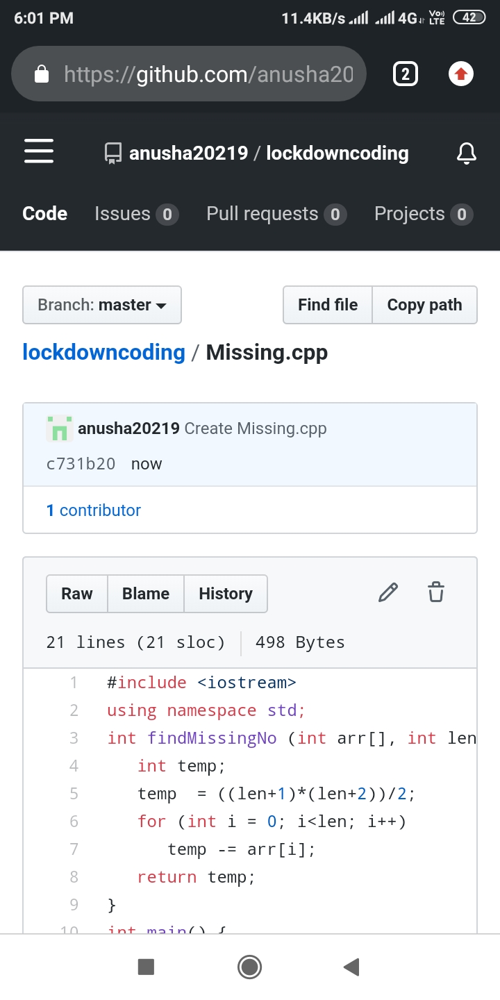 6:01 PM 11.4KB/s 4G Vo)) LTE 42
https://github.com/anusha20 2
anusha20219 / lockdowncoding
Code Issues 0 Pull requests 0 Projects 0
Branch: master Find file Copy path
lockdowncoding / Missing.cpp
anusha20219 Create Missing.cpp
c731b20 now
1 contributor
Raw Blame History
21 lines (21 sloc) 498 Bytes
1 #include <iostream>
2 using namespace std;
3 int findMissingNo (int arr[], int len
4 int temp;
5 temp = ((len+1)*(len+2))/2;
6 for (int i = 0; i<len; i++)
7 temp -= arr[i];
8 return temp;
9 }
10 int main() {